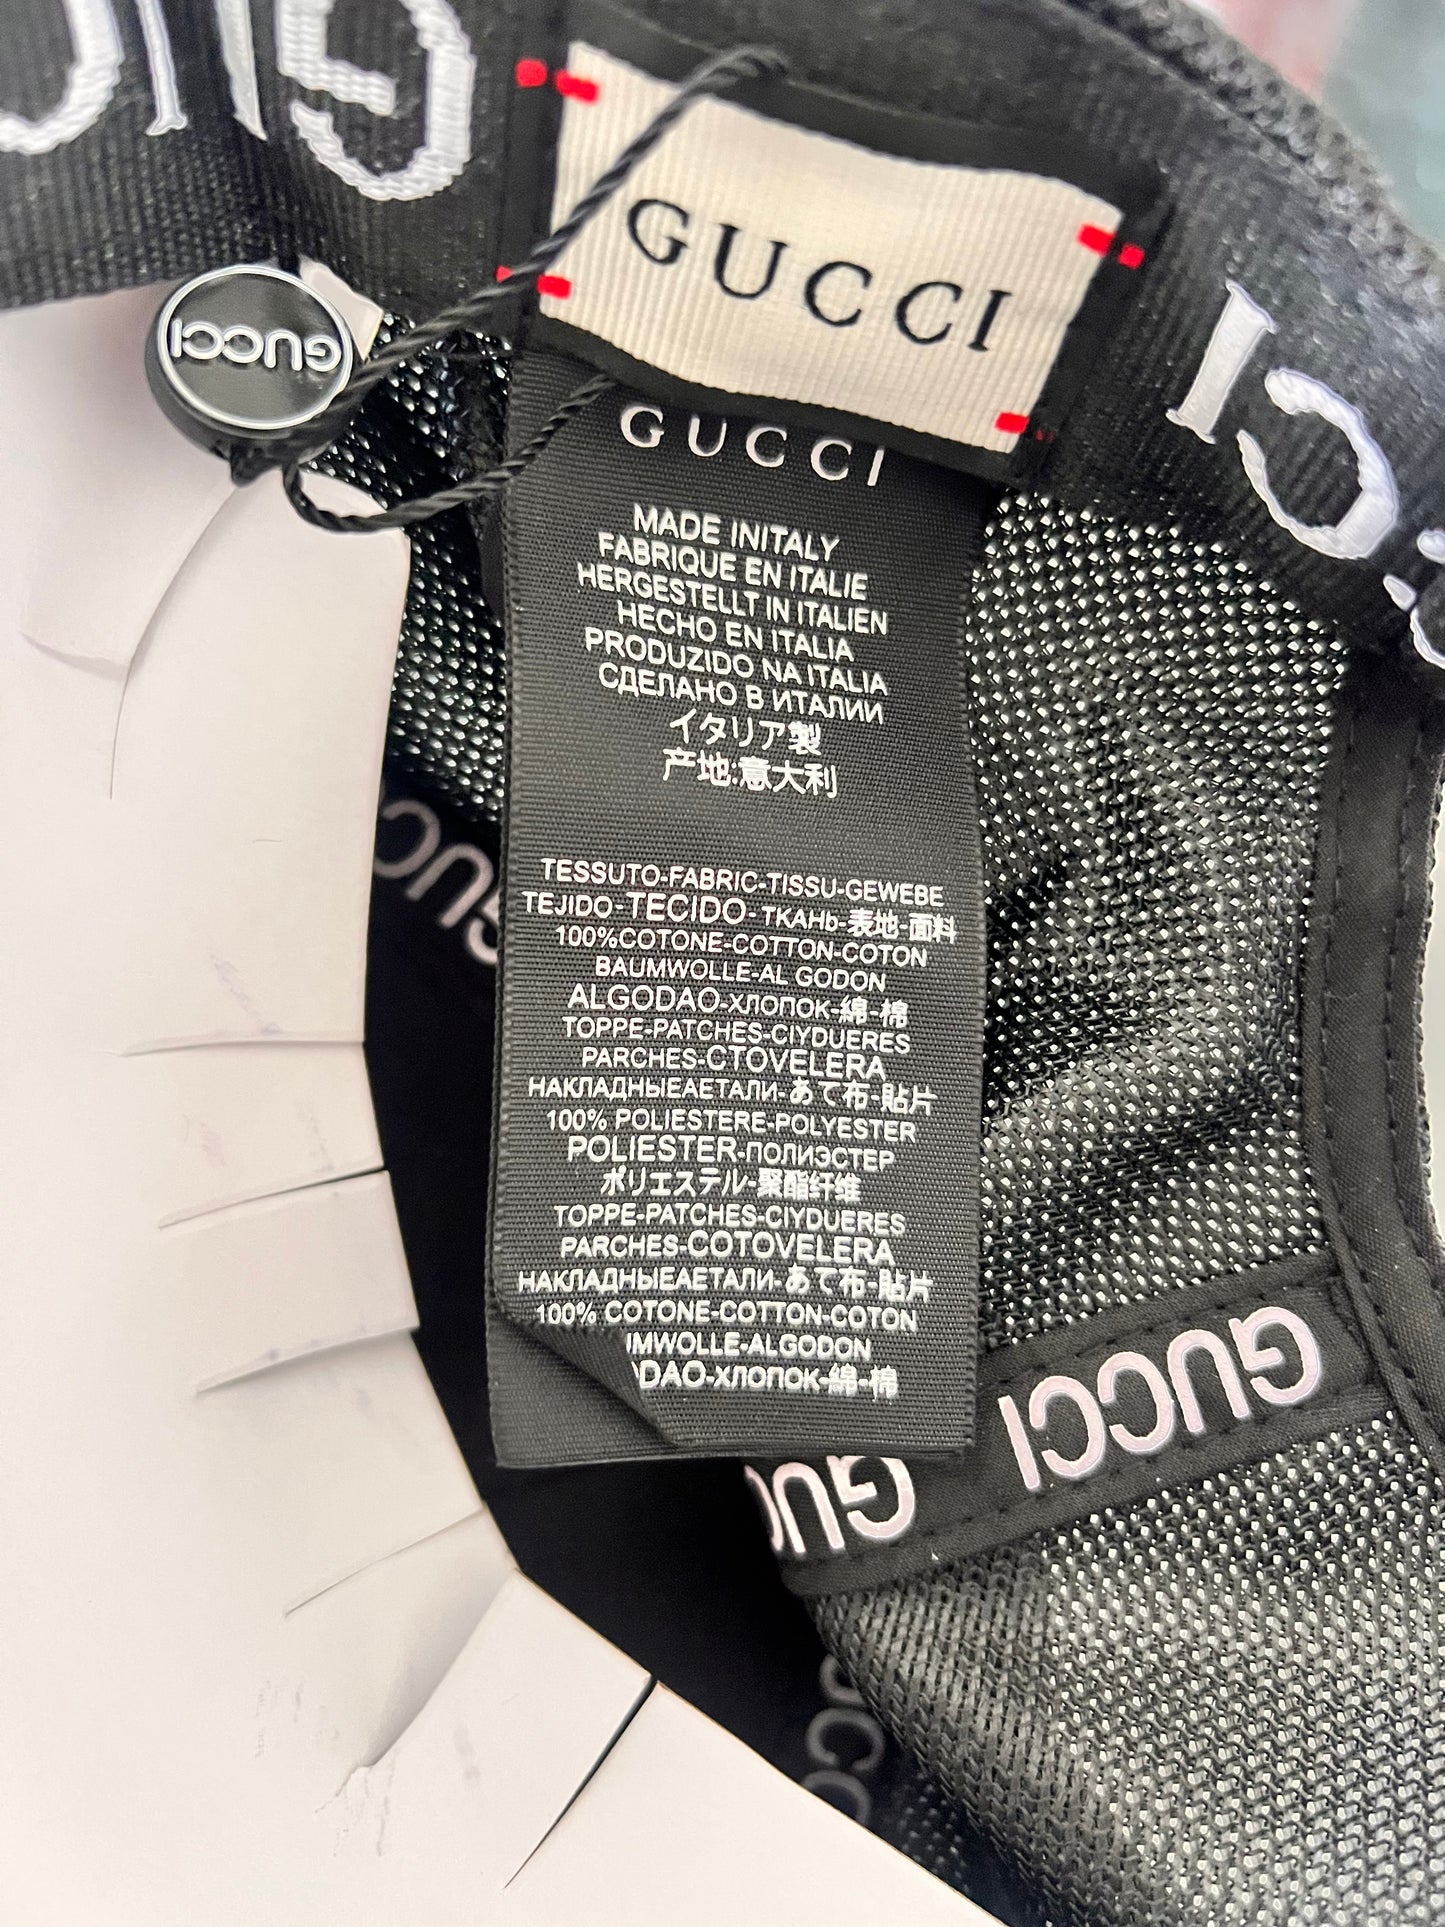 GUCCI
GUCCI
GUCCI
MADE INITALY
FABRIQUE EN ITALIE
HERGESTELLT IN ITALIEN
HECHO EN ITALIA
PRODUZIDO NA ITALIA
СДЕЛАНО В ИТАЛИИ
イタリア製
产地:意大利
TESSUTO-FABRIC-TISSU-GEWEBE
TEJIDO-TECIDO-ТКАНЬ-表地-面料
100%COTONE-COTTON-COTON
BAUMWOLLE-AL GODON
ALGODAO-ХЛОПОК-綿-棉
TOPPE-PATCHES-CIYDUERES
PARCHES-CTOVELERA
НАКЛАДНЫЕАЕТАЛИ-あて布-貼片
100% POLIESTERE-POLYESTER
POLIESTER-ПОЛИЭСТЕР
ポリエステル-聚酯纤维
TOPPE-PATCHES-CIYDUERES
PARCHES-COTOVELERA
НАКЛАДНЫЕАЕТАЛИ-あて布-貼片
100% COTONE-COTTON-COTON
IMWOLLE-ALGODON
DAO-ХЛОПОК-綿-棉
GUCCI
GUCCI